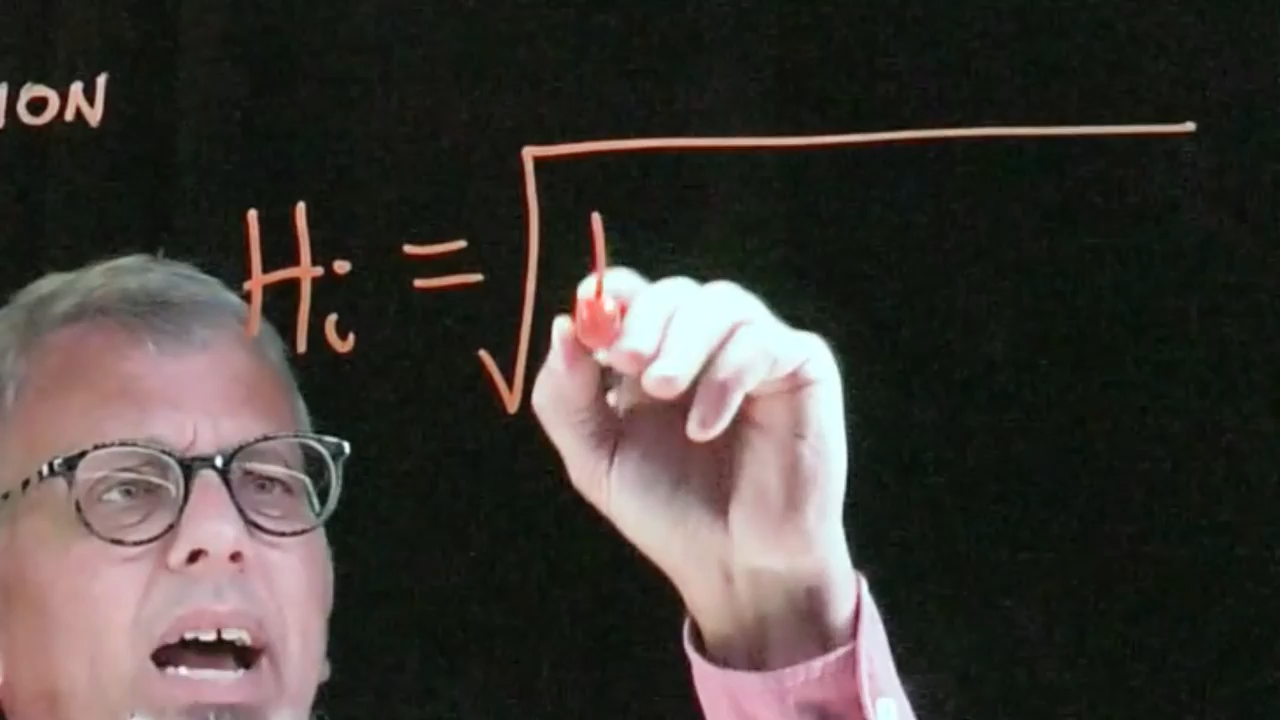 ION
Hi = √